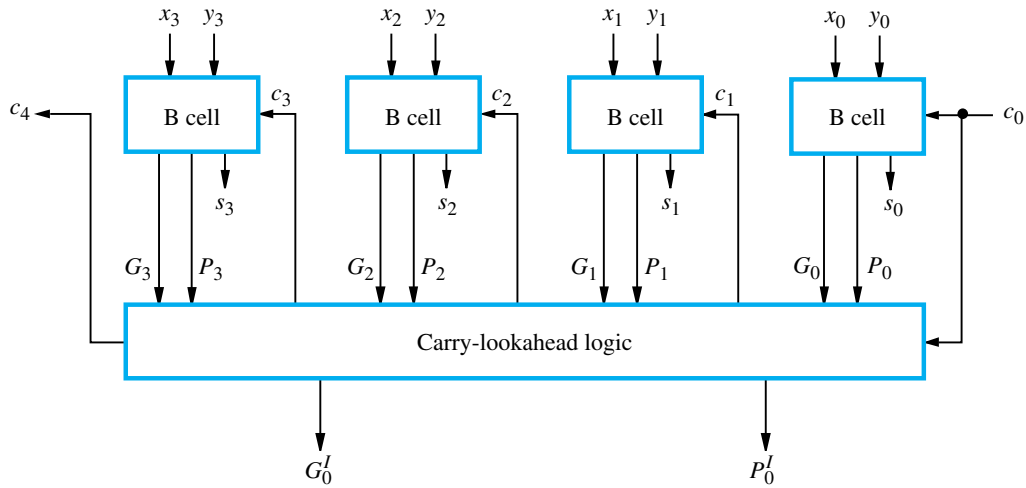 x₃ y₃ x₂ y₂ x₁ y₁ x₀ y₀
c₄ B cell c₃ B cell c₂ B cell c₁ B cell c₀
s₃ s₂ s₁ s₀
G₃ P₃ G₂ P₂ G₁ P₁ G₀ P₀
Carry-lookahead logic
G₀ᴵ P₀ᴵ